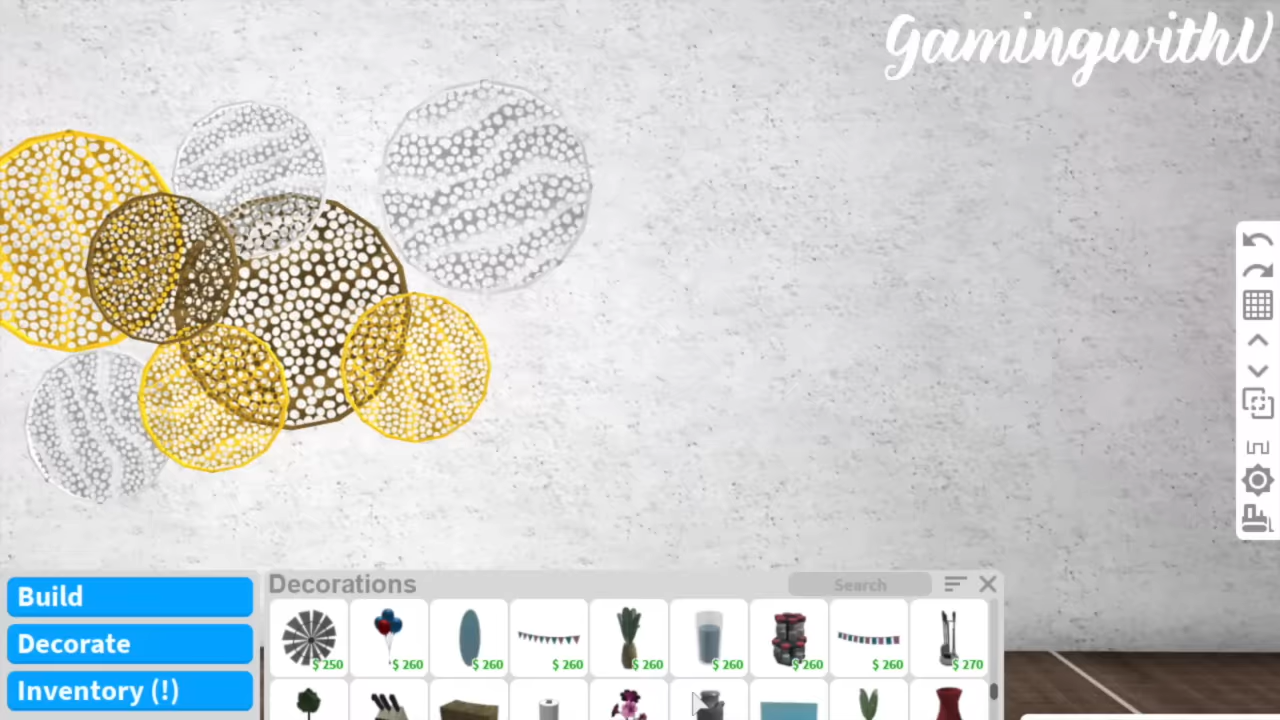 GamingwithV
Decorations
Search
Build
Decorate
Inventory (!)
$ 250
$ 260
$ 260
$ 260
$ 260
$ 260
$ 260
$ 260
$ 270